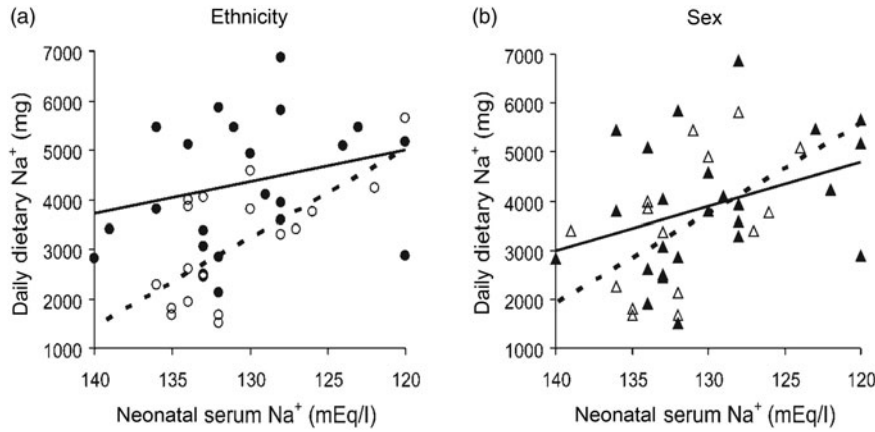 (a) Ethnicity
Daily dietary Na⁺ (mg)
7000
6000
5000
4000
3000
2000
1000
140 135 130 125 120
Neonatal serum Na⁺ (mEq/l)
(b) Sex
Daily dietary Na⁺ (mg)
7000
6000
5000
4000
3000
2000
1000
140 135 130 125 120
Neonatal serum Na⁺ (mEq/l)